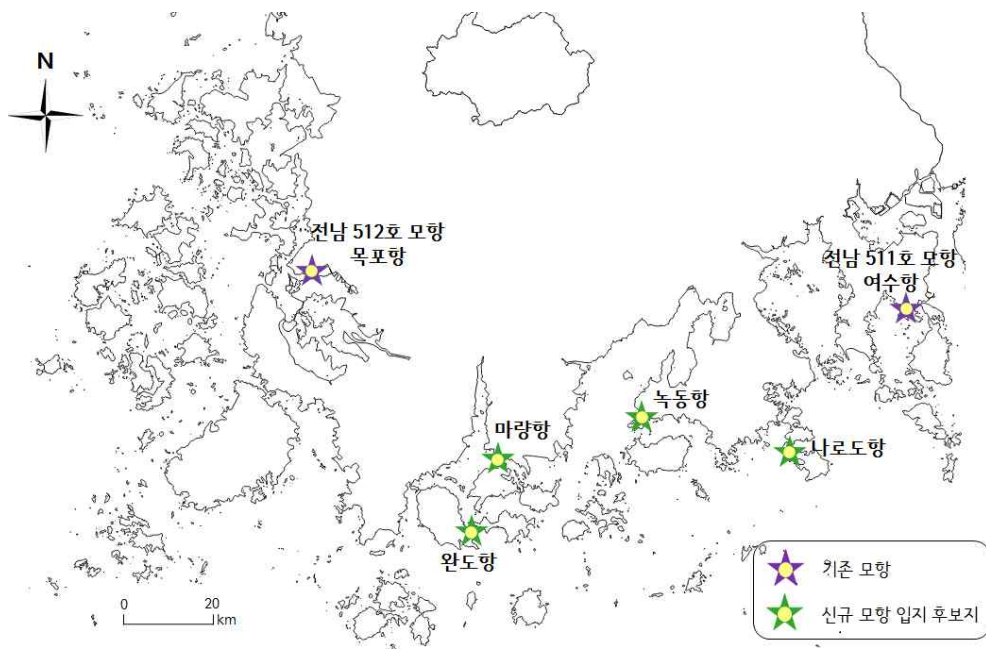 N
전남 512호 모항
목포항
전남 511호 모항
여수항
녹동항
마량항
나로도항
완도항
0 20
km
기존 모항
신규 모항 입지 후보지